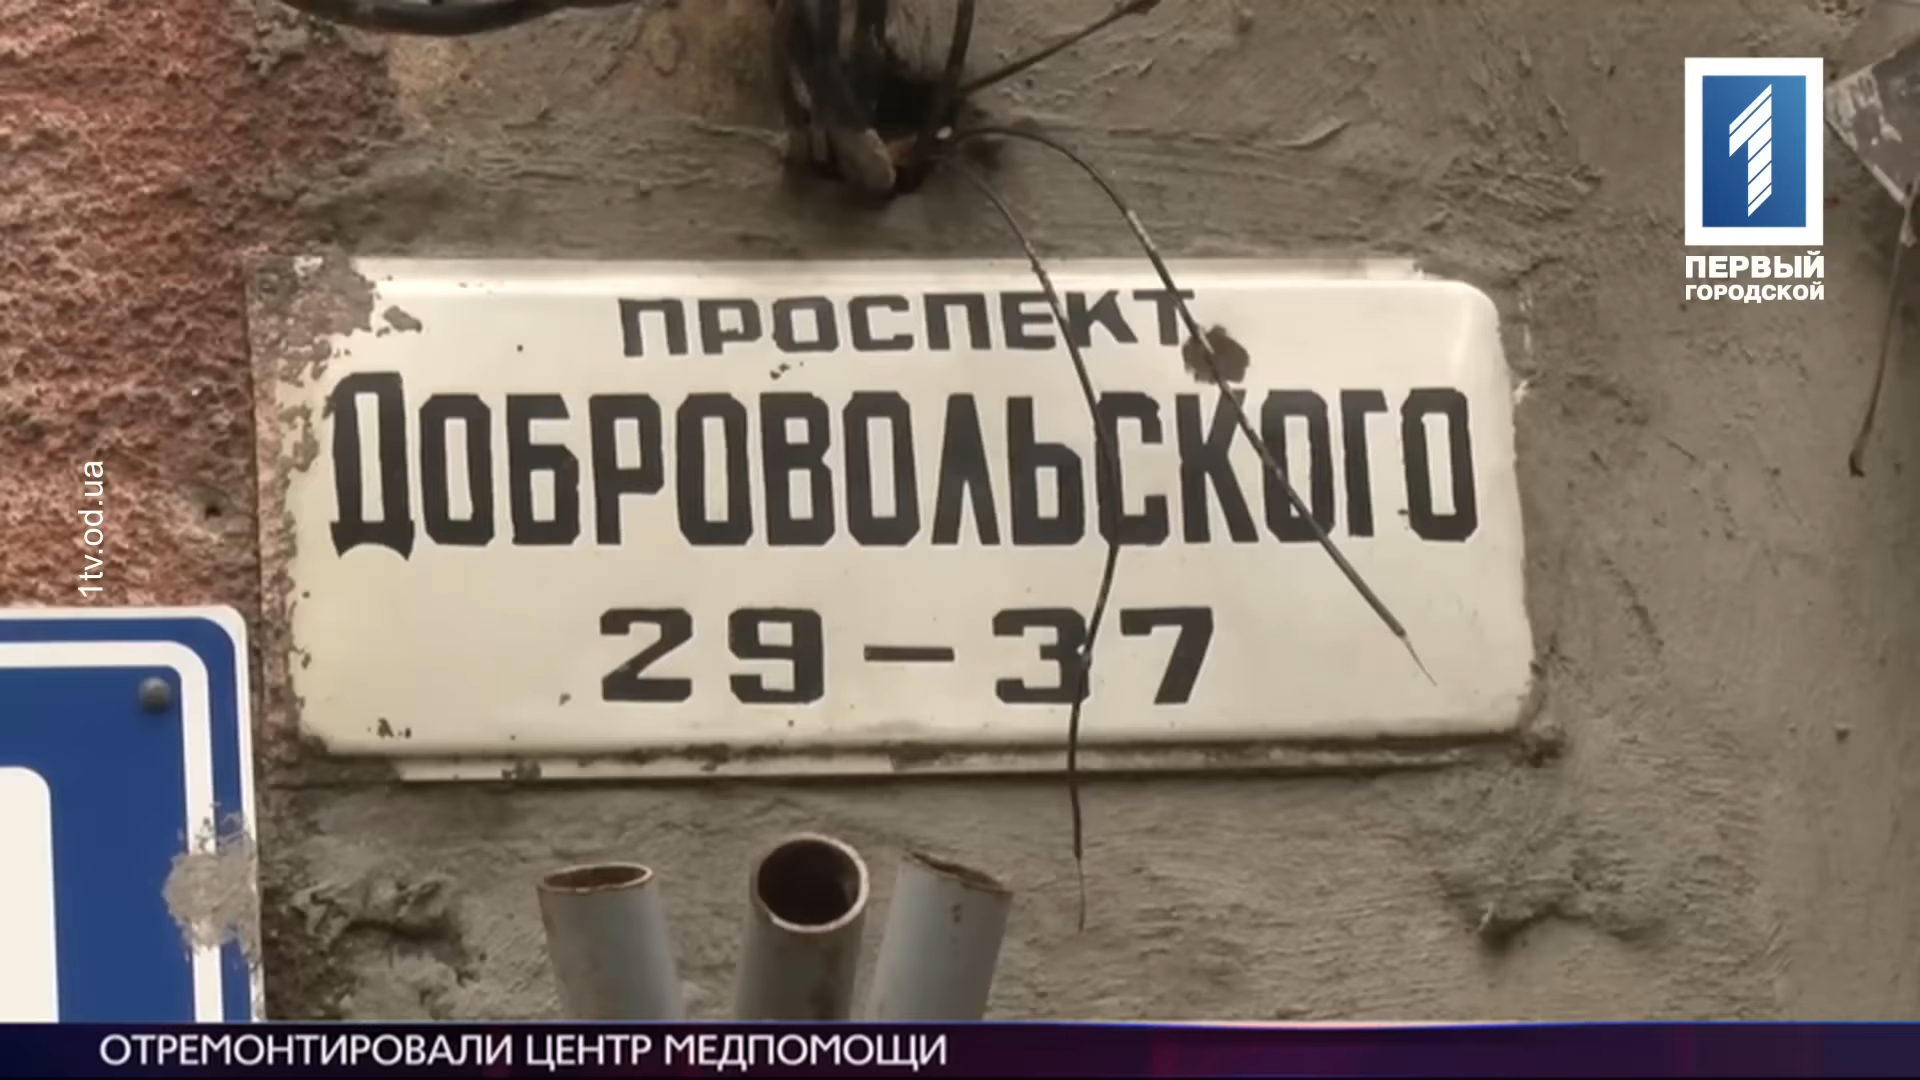 ПЕРВЫЙ
ГОРОДСКОЙ
ПРОСПЕКТ
ДОБРОВОЛЬСКОГО
29-37
1tv.od.ua
ОТРЕМОНТИРОВАЛИ ЦЕНТР МЕДПОМОЩИ